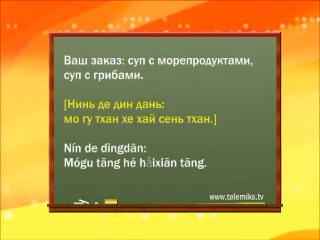 Ваш заказ: суп с морепродуктами,
суп с грибами.
[Нинь де дин дань:
мо гу тхан хе хай сень тхан.]
Nín de dìngdān:
Mógu tāng hé hǎixiān tāng.
www.telemiks.tv